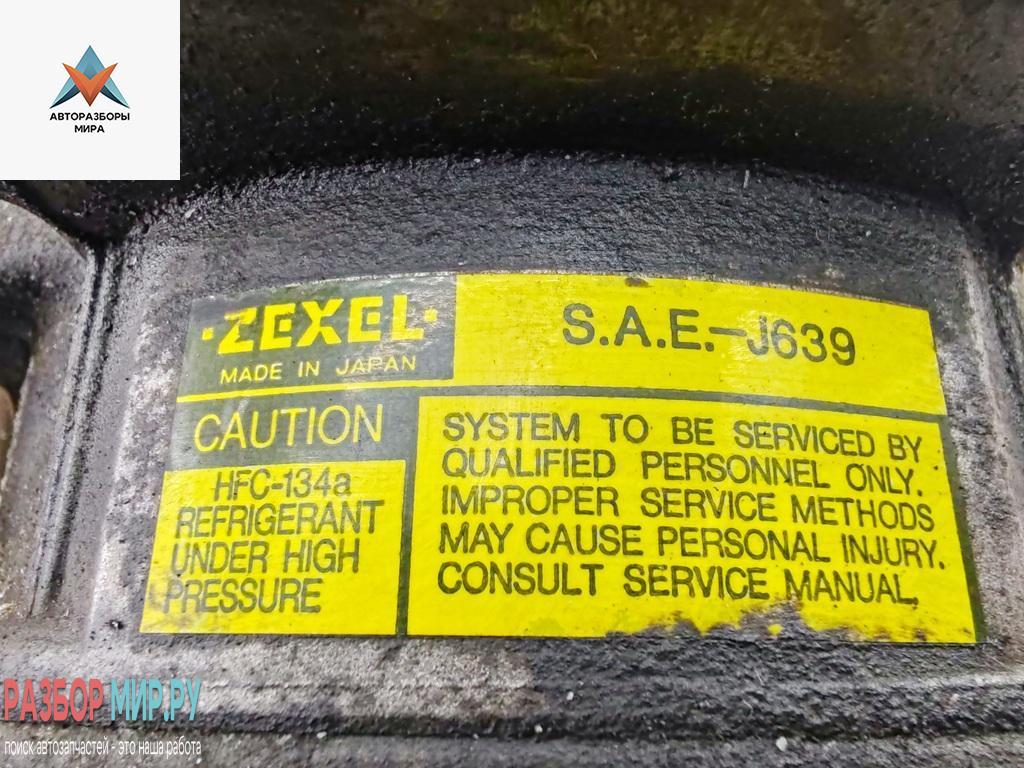 АВТОРАЗБОРЫ
МИРА
·ZEXEL·
MADE IN JAPAN
S.A.E.-J639
CAUTION
HFC-134a
REFRIGERANT
UNDER HIGH
PRESSURE
SYSTEM TO BE SERVICED BY
QUALIFIED PERSONNEL ONLY.
IMPROPER SERVICE METHODS
MAY CAUSE PERSONAL INJURY.
CONSULT SERVICE MANUAL.
РАЗБОР МИР.РУ
поиск автозапчастей - это наша работа